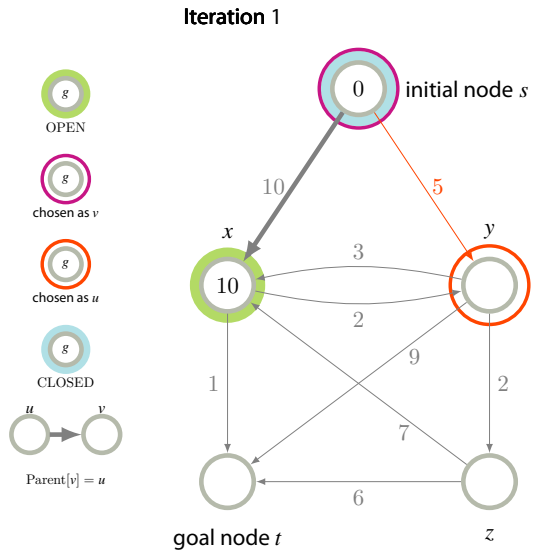 Iteration 1
g
OPEN
g
chosen as v
g
chosen as u
g
CLOSED
u v
Parent[v] = u
0
initial node s
10
5
x
y
10
3
2
1
9
2
7
6
goal node t
z